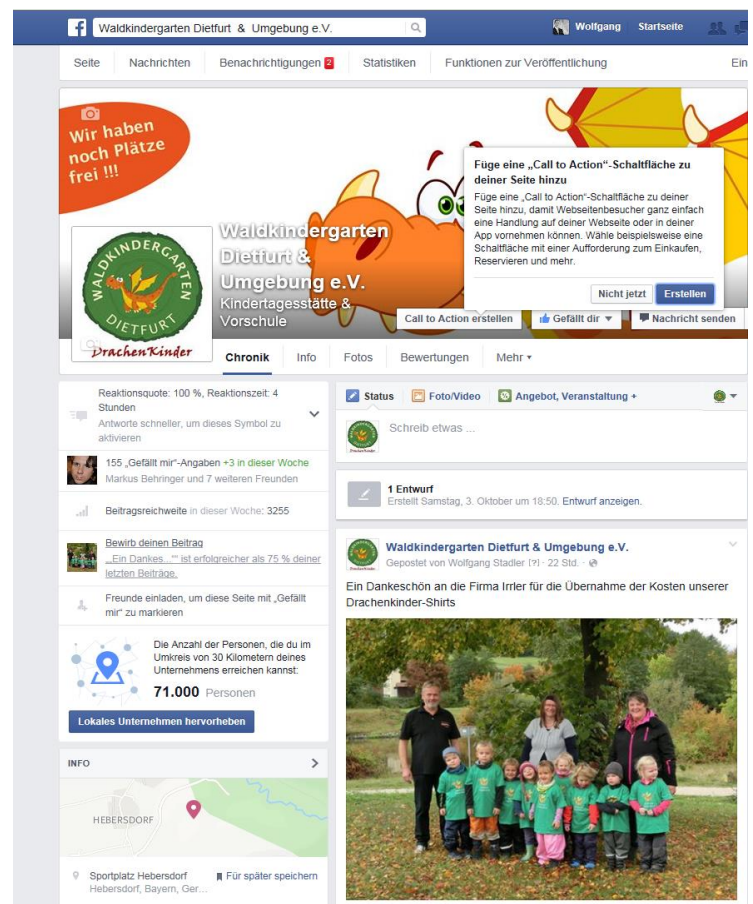 Waldkindergarten Dietfurt & Umgebung e.V.
Wolfgang Startseite
Seite Nachrichten Benachrichtigungen 2 Statistiken Funktionen zur Veröffentlichung Ein
Wir haben
noch Plätze
frei !!!
Füge eine „Call to Action“-Schaltfläche zu
deiner Seite hinzu
Füge eine „Call to Action“-Schaltfläche zu deiner
Seite hinzu, damit Webseitenbesucher ganz einfach
eine Handlung auf deiner Webseite oder in deiner
App vornehmen können. Wähle beispielsweise eine
Schaltfläche mit einer Aufforderung zum Einkaufen,
Reservieren und mehr.
Nicht jetzt Erstellen
WALDKINDERGARTEN
DIETFURT
DrachenKinder
Waldkindergarten
Dietfurt &
Umgebung e.V.
Kindertagesstätte &
Vorschule
Call to Action erstellen Gefällt dir Nachricht senden
Chronik Info Fotos Bewertungen Mehr
Reaktionsquote: 100 %, Reaktionszeit: 4
Stunden
Antworte schneller, um dieses Symbol zu
aktivieren
155 „Gefällt mir“-Angaben +3 in dieser Woche
Markus Behringer und 7 weiteren Freunden
Beitragsreichweite in dieser Woche: 3255
Bewirb deinen Beitrag
„„Ein Dankes...“" ist erfolgreicher als 75 % deiner
letzten Beiträge.
Freunde einladen, um diese Seite mit „Gefällt
mir“ zu markieren
Die Anzahl der Personen, die du im
Umkreis von 30 Kilometern deines
Unternehmens erreichen kannst:
71.000 Personen
Lokales Unternehmen hervorheben
INFO
HEBERSDORF
Sportplatz Hebersdorf Für später speichern
Hebersdorf, Bayern, Ger...
Status Foto/Video Angebot, Veranstaltung +
Schreib etwas ...
1 Entwurf
Erstellt Samstag, 3. Oktober um 18:50. Entwurf anzeigen.
Waldkindergarten Dietfurt & Umgebung e.V.
Gepostet von Wolfgang Stadler [?] · 22 Std. ·
Ein Dankeschön an die Firma Irrler für die Übernahme der Kosten unserer
Drachenkinder-Shirts